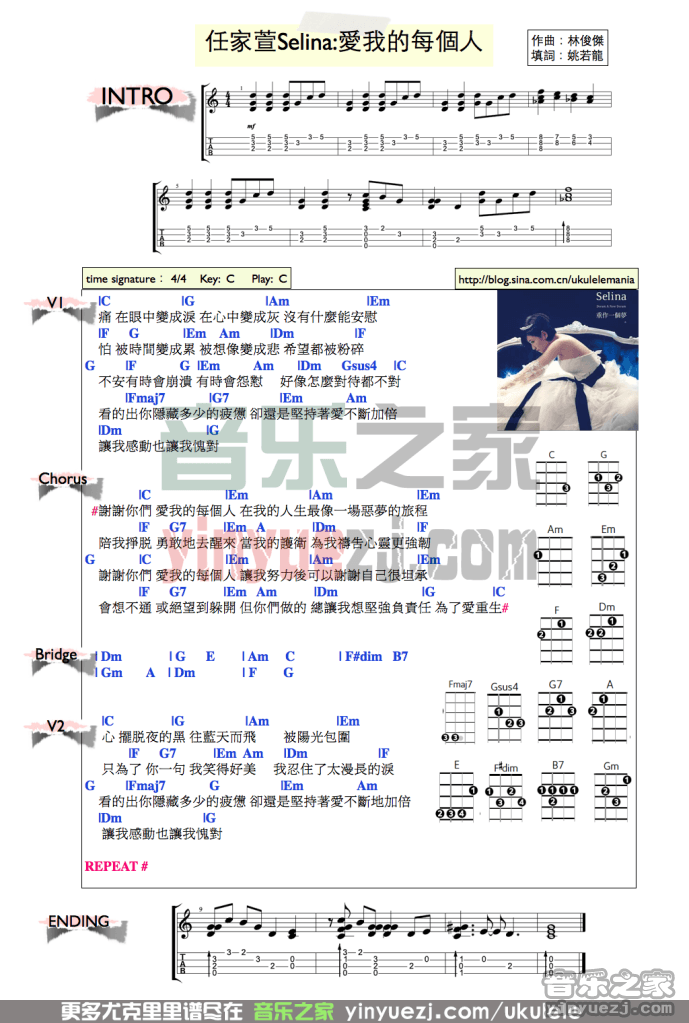 任家萱Selina:愛我的每個人
作曲：林俊傑
填詞：姚若龍
INTRO
time signature： 4/4 Key: C Play: C
http://blog.sina.com.cn/ukulelemania
V1
|C |G |Am |Em
痛 在眼中變成淚 在心中變成灰 沒有什麼能安慰
|F G |Em Am |Dm |F
怕 被時間變成累 被想像變成悲 希望都被粉碎
G |F G |Em Am |Dm Gsus4 |C
不安有時會崩潰 有時會怨懟 好像怎麼對待都不對
|Fmaj7 |G7 |Em Am
看的出你隱藏多少的疲憊 卻還是堅持著愛不斷加倍
|Dm |G
讓我感動也讓我愧對
Selina
重作一個夢
Chorus
|C |Em |Am |Em
#謝謝你們 愛我的每個人 在我的人生最像一場惡夢的旅程
|F G7 |Em A |Dm |F
陪我掙脱 勇敢地去醒來 當我的護衛 為我禱告心靈更強韌
G |C |Em |Am |Em
謝謝你們 愛我的每個人 讓我努力後可以謝謝自己很坦承
|F G7 |Em Am |Dm |G |C
會想不通 或絕望到躲開 但你們做的 總讓我想堅強負責任 為了愛重生#
Bridge
| Dm | G E | Am C | F#dim B7
| Gm A | Dm | F G
V2
|C |G |Am |Em
心 擺脱夜的黑 往藍天而飛 被陽光包圍
|F G7 |Em Am |Dm |F
只為了 你一句 我笑得好美 我忍住了太漫長的淚
G |Fmaj7 G |Em Am
看的出你隱藏多少的疲憊 卻還是堅持著愛不斷地加倍
|Dm |G
讓我感動也讓我愧對
REPEAT #
C G
Am Em
F Dm
Fmaj7 Gsus4 G7 A
E F#dim B7 Gm
音乐之家
yinyuezj.com
ENDING
音乐之家
yinyuezj.com
更多尤克里里谱尽在 音乐之家 yinyuezj.com/ukulele/